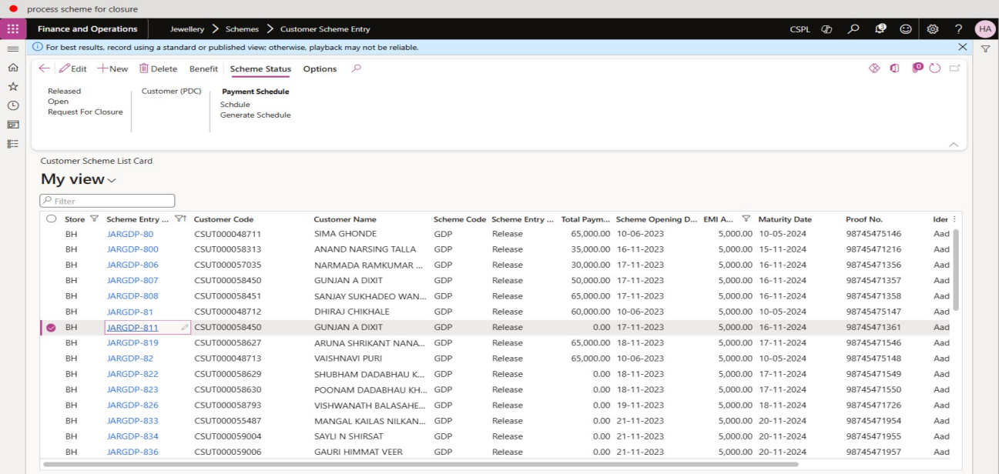 process scheme for closure
Finance and Operations Jewellery Schemes Customer Scheme Entry CSPL 3 ? HA
For best results, record using a standard or published view; otherwise, playback may not be reliable.
Edit New Delete Benefit Scheme Status Options 0
Released Customer (PDC) Payment Schedule
Open Schdule
Request For Closure Generate Schedule
Customer Scheme List Card
My view
Filter
Store Scheme Entry ... Customer Code Customer Name Scheme Code Scheme Entry ... Total Paym... Scheme Opening D... EMI A... Maturity Date Proof No. Ider
BH JARGDP-80 CSUT000048711 SIMA GHONDE GDP Release 65,000.00 10-06-2023 5,000.00 10-05-2024 98745475146 Aad
BH JARGDP-800 CSUT000058313 ANAND NARSING TALLA GDP Release 35,000.00 16-11-2023 5,000.00 15-11-2024 98745471216 Aad
BH JARGDP-806 CSUT000057035 NARMADA RAMKUMAR ... GDP Release 30,000.00 17-11-2023 5,000.00 16-11-2024 98745471356 Aad
BH JARGDP-807 CSUT000058450 GUNJAN A DIXIT GDP Release 50,000.00 17-11-2023 5,000.00 16-11-2024 98745471357 Aad
BH JARGDP-808 CSUT000058451 SANJAY SUKHADEO WAN... GDP Release 65,000.00 17-11-2023 5,000.00 16-11-2024 98745471358 Aad
BH JARGDP-81 CSUT000048712 DHIRAJ CHIKHALE GDP Release 60,000.00 10-06-2023 5,000.00 10-05-2024 98745475147 Aad
BH JARGDP-811 CSUT000058450 GUNJAN A DIXIT GDP Release 0.00 17-11-2023 5,000.00 16-11-2024 98745471361 Aad
BH JARGDP-819 CSUT000058627 ARUNA SHRIKANT NANA... GDP Release 65,000.00 18-11-2023 5,000.00 17-11-2024 98745471546 Aad
BH JARGDP-82 CSUT000048713 VAISHNAVI PURI GDP Release 65,000.00 10-06-2023 5,000.00 10-05-2024 98745475148 Aad
BH JARGDP-822 CSUT000058629 SHUBHAM DADABHAU K... GDP Release 0.00 18-11-2023 5,000.00 17-11-2024 98745471549 Aad
BH JARGDP-823 CSUT000058630 POONAM DADABHAU KH... GDP Release 0.00 18-11-2023 5,000.00 17-11-2024 98745471550 Aad
BH JARGDP-826 CSUT000058793 VISHWANATH BALASAHE... GDP Release 0.00 19-11-2023 5,000.00 18-11-2024 98745471726 Aad
BH JARGDP-833 CSUT000055487 MANGAL KAILAS NILKAN... GDP Release 0.00 21-11-2023 5,000.00 20-11-2024 98745471954 Aad
BH JARGDP-834 CSUT000059004 SAYLI N SHIRSAT GDP Release 0.00 21-11-2023 5,000.00 20-11-2024 98745471955 Aad
BH JARGDP-836 CSUT000059006 GAURI HIMMAT VEER GDP Release 0.00 21-11-2023 5,000.00 20-11-2024 98745471957 Aad